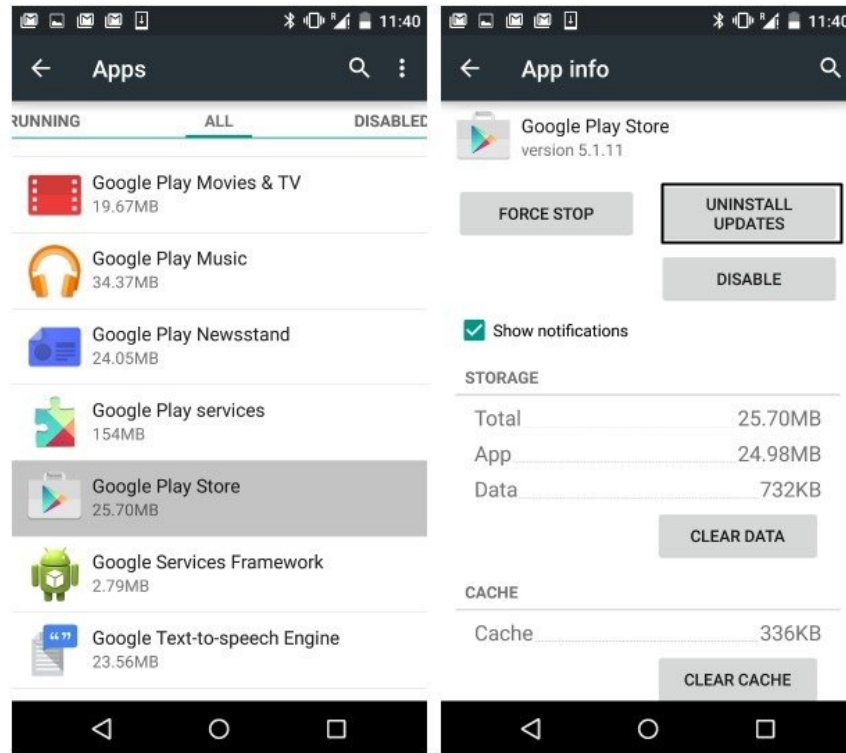 11:40
Apps
RUNNING ALL DISABLED
Google Play Movies & TV
19.67MB
Google Play Music
34.37MB
Google Play Newsstand
24.05MB
Google Play services
154MB
Google Play Store
25.70MB
Google Services Framework
2.79MB
Google Text-to-speech Engine
23.56MB
11:40
App info
Google Play Store
version 5.1.11
FORCE STOP
UNINSTALL
UPDATES
DISABLE
Show notifications
STORAGE
Total 25.70MB
App 24.98MB
Data 732KB
CLEAR DATA
CACHE
Cache 336KB
CLEAR CACHE